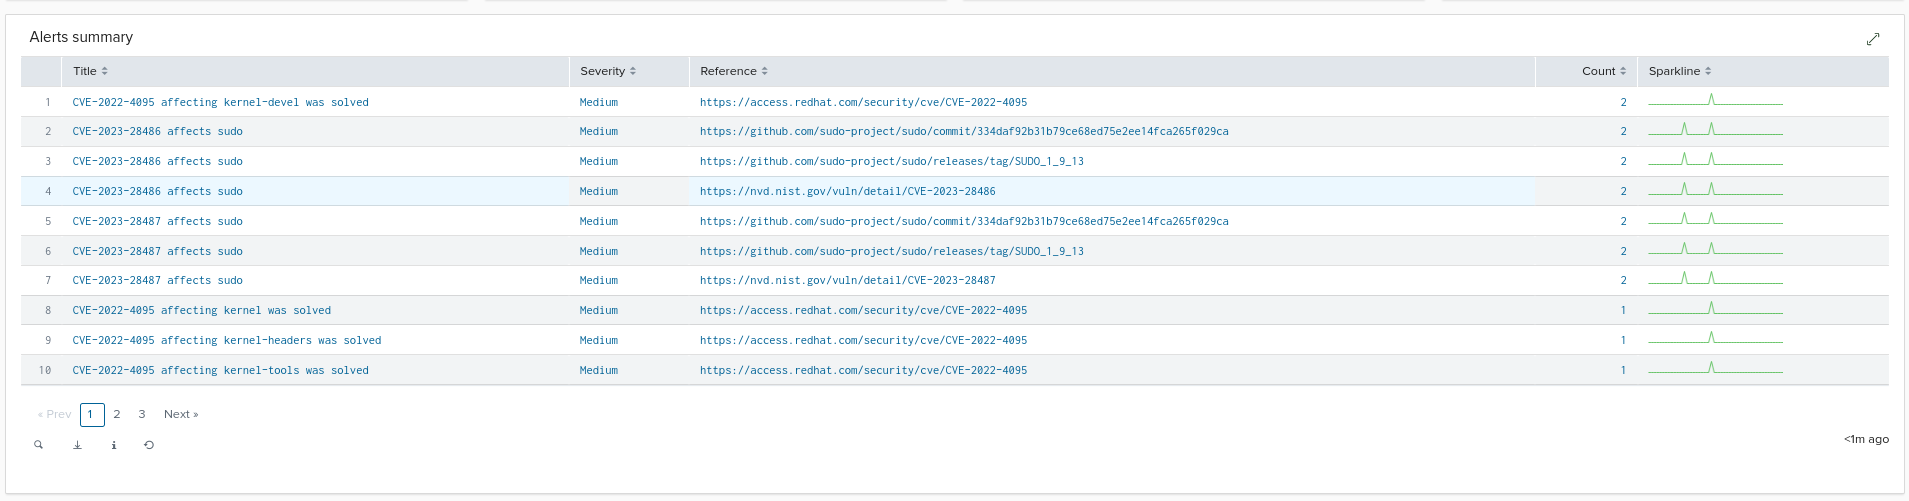 Alerts summary
Title Severity Reference Count Sparkline
1 CVE-2022-4095 affecting kernel-devel was solved Medium https://access.redhat.com/security/cve/CVE-2022-4095 2
2 CVE-2023-28486 affects sudo Medium https://github.com/sudo-project/sudo/commit/334daf92b31b79ce68ed75e2ee14fca265f029ca 2
3 CVE-2023-28486 affects sudo Medium https://github.com/sudo-project/sudo/releases/tag/SUDO_1_9_13 2
4 CVE-2023-28486 affects sudo Medium https://nvd.nist.gov/vuln/detail/CVE-2023-28486 2
5 CVE-2023-28487 affects sudo Medium https://github.com/sudo-project/sudo/commit/334daf92b31b79ce68ed75e2ee14fca265f029ca 2
6 CVE-2023-28487 affects sudo Medium https://github.com/sudo-project/sudo/releases/tag/SUDO_1_9_13 2
7 CVE-2023-28487 affects sudo Medium https://nvd.nist.gov/vuln/detail/CVE-2023-28487 2
8 CVE-2022-4095 affecting kernel was solved Medium https://access.redhat.com/security/cve/CVE-2022-4095 1
9 CVE-2022-4095 affecting kernel-headers was solved Medium https://access.redhat.com/security/cve/CVE-2022-4095 1
10 CVE-2022-4095 affecting kernel-tools was solved Medium https://access.redhat.com/security/cve/CVE-2022-4095 1
« Prev 1 2 3 Next »
<1m ago